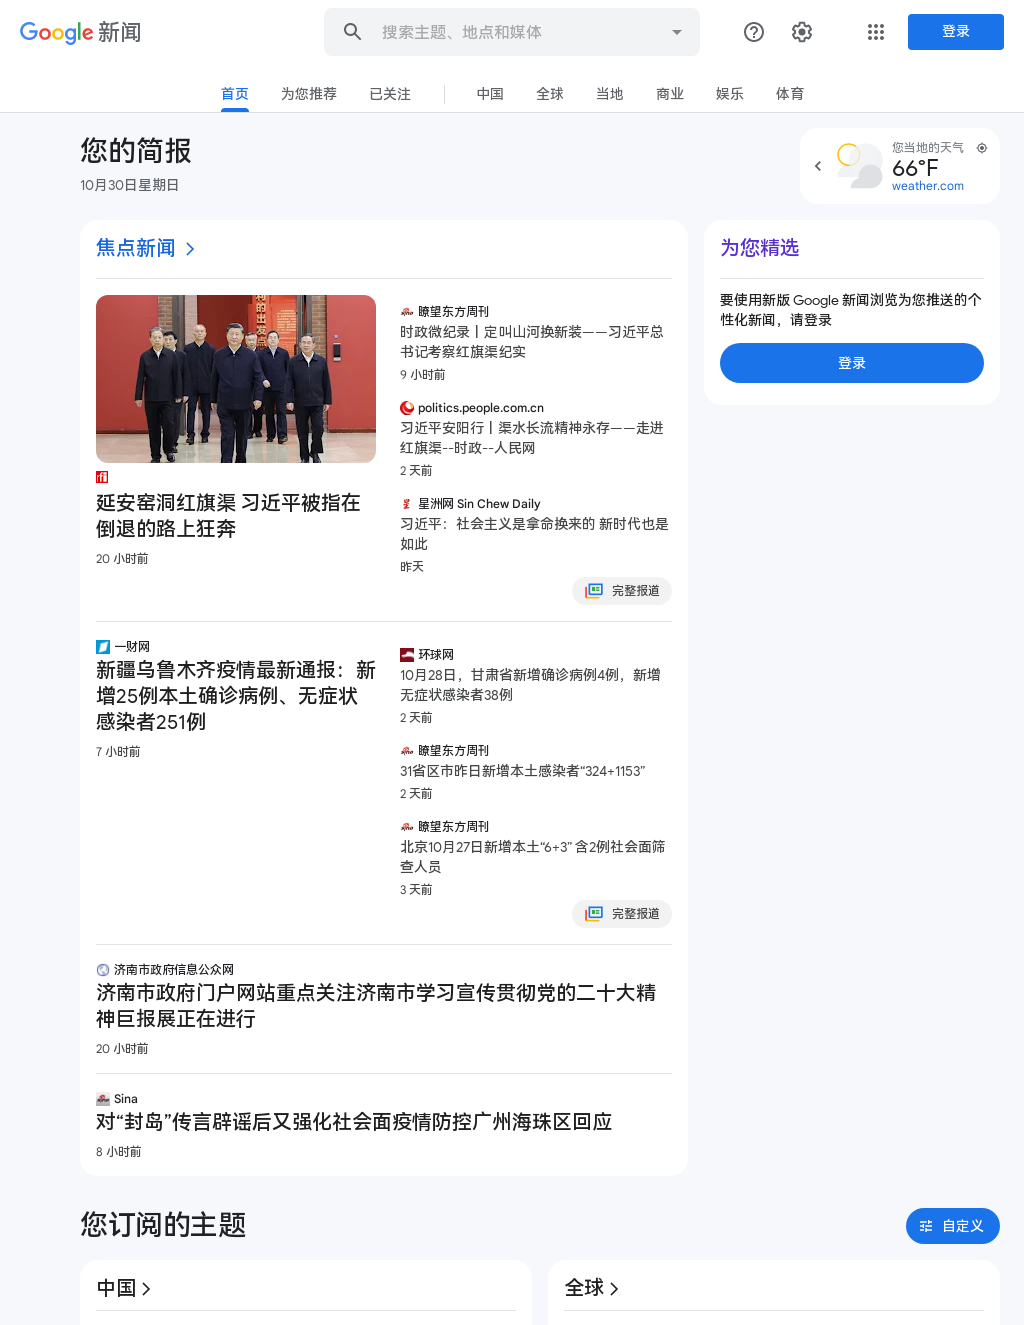 Google 新闻
搜索主题、地点和媒体
登录
首页
为您推荐
已关注
中国
全球
当地
商业
娱乐
体育
您的简报
10月30日星期日
您当地的天气
66°F
weather.com
焦点新闻
利的出发点
延安窑洞红旗渠 习近平被指在
倒退的路上狂奔
20 小时前
瞭望东方周刊
时政微纪录丨定叫山河换新装——习近平总
书记考察红旗渠纪实
9 小时前
politics.people.com.cn
习近平安阳行丨渠水长流精神永存——走进
红旗渠--时政--人民网
2 天前
星洲网 Sin Chew Daily
习近平：社会主义是拿命换来的 新时代也是
如此
昨天
完整报道
为您精选
要使用新版 Google 新闻浏览为您推送的个
性化新闻，请登录
登录
一财网
新疆乌鲁木齐疫情最新通报：新
增25例本土确诊病例、无症状
感染者251例
7 小时前
环球网
10月28日，甘肃省新增确诊病例4例，新增
无症状感染者38例
2 天前
瞭望东方周刊
31省区市昨日新增本土感染者“324+1153”
2 天前
瞭望东方周刊
北京10月27日新增本土“6+3” 含2例社会面筛
查人员
3 天前
完整报道
济南市政府信息公众网
济南市政府门户网站重点关注济南市学习宣传贯彻党的二十大精
神巨报展正在进行
20 小时前
Sina
对“封岛”传言辟谣后又强化社会面疫情防控广州海珠区回应
8 小时前
您订阅的主题
自定义
中国
全球